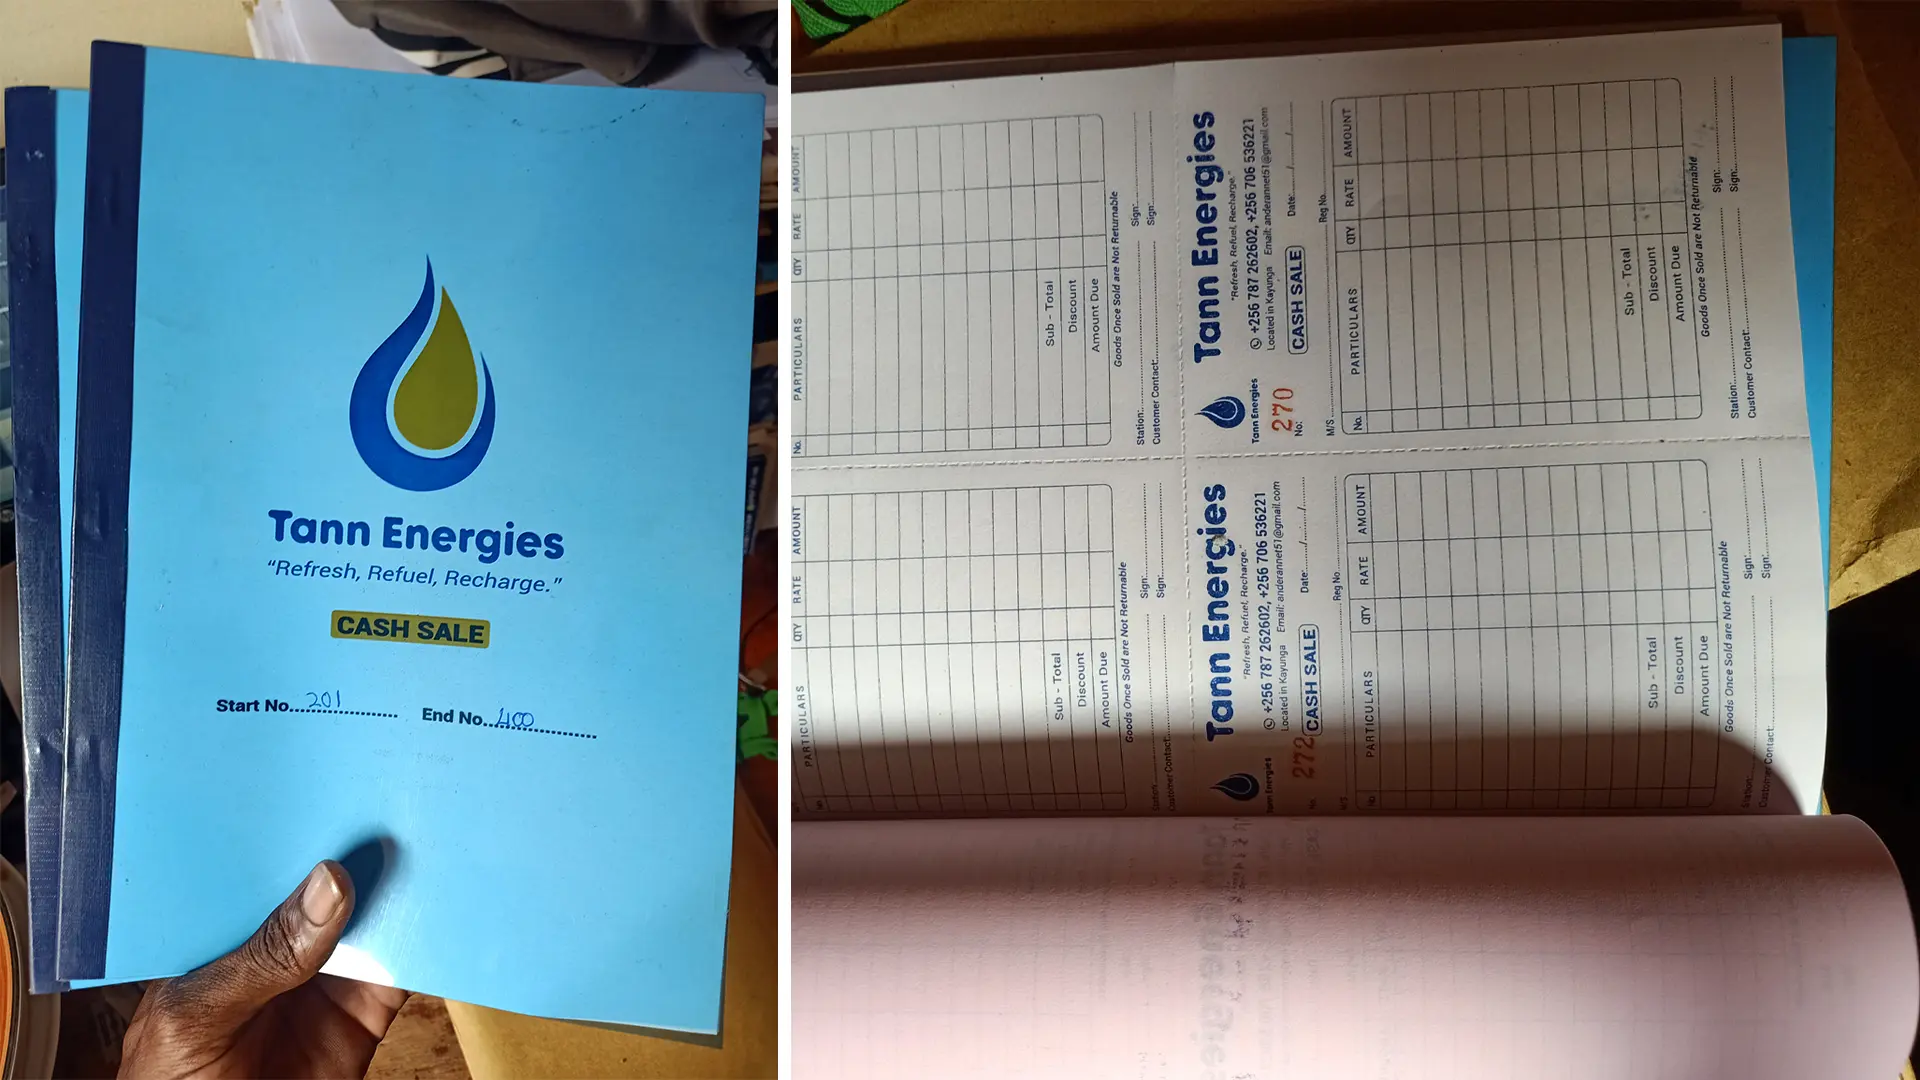 Tann Energies
“Refresh, Refuel, Recharge.”
CASH SALE
Start No. 201 End No. 400
No. PARTICULARS QTY RATE AMOUNT
Sub - Total
Discount
Amount Due
Goods Once Sold are Not Returnable
Station: Sign:
Customer Contact: Sign:
Tann Energies
Tann Energies
"Refresh, Refuel, Recharge."
+256 787 262602, +256 706 536221
Located in Kayunga Email: anderannet51@gmail.com
No: 270 CASH SALE Date: / /
M/S Reg No.
No. PARTICULARS QTY RATE AMOUNT
Sub - Total
Discount
Amount Due
Goods Once Sold are Not Returnable
Station: Sign:
Customer Contact: Sign:
No PARTICULARS QTY RATE AMOUNT
Sub - Total
Discount
Amount Due
Goods Once Sold are Not Returnable
Station: Sign:
Customer Contact: Sign:
Tann Energies
Tann Energies
"Refresh, Refuel, Recharge."
+256 787 262602, +256 706 536221
Located in Kayunga Email: anderannet51@gmail.com
No. 272 CASH SALE Date: / /
M/S Reg No.
No PARTICULARS QTY RATE AMOUNT
Sub - Total
Discount
Amount Due
Goods Once Sold are Not Returnable
Station: Sign:
Customer Contact: Sign: